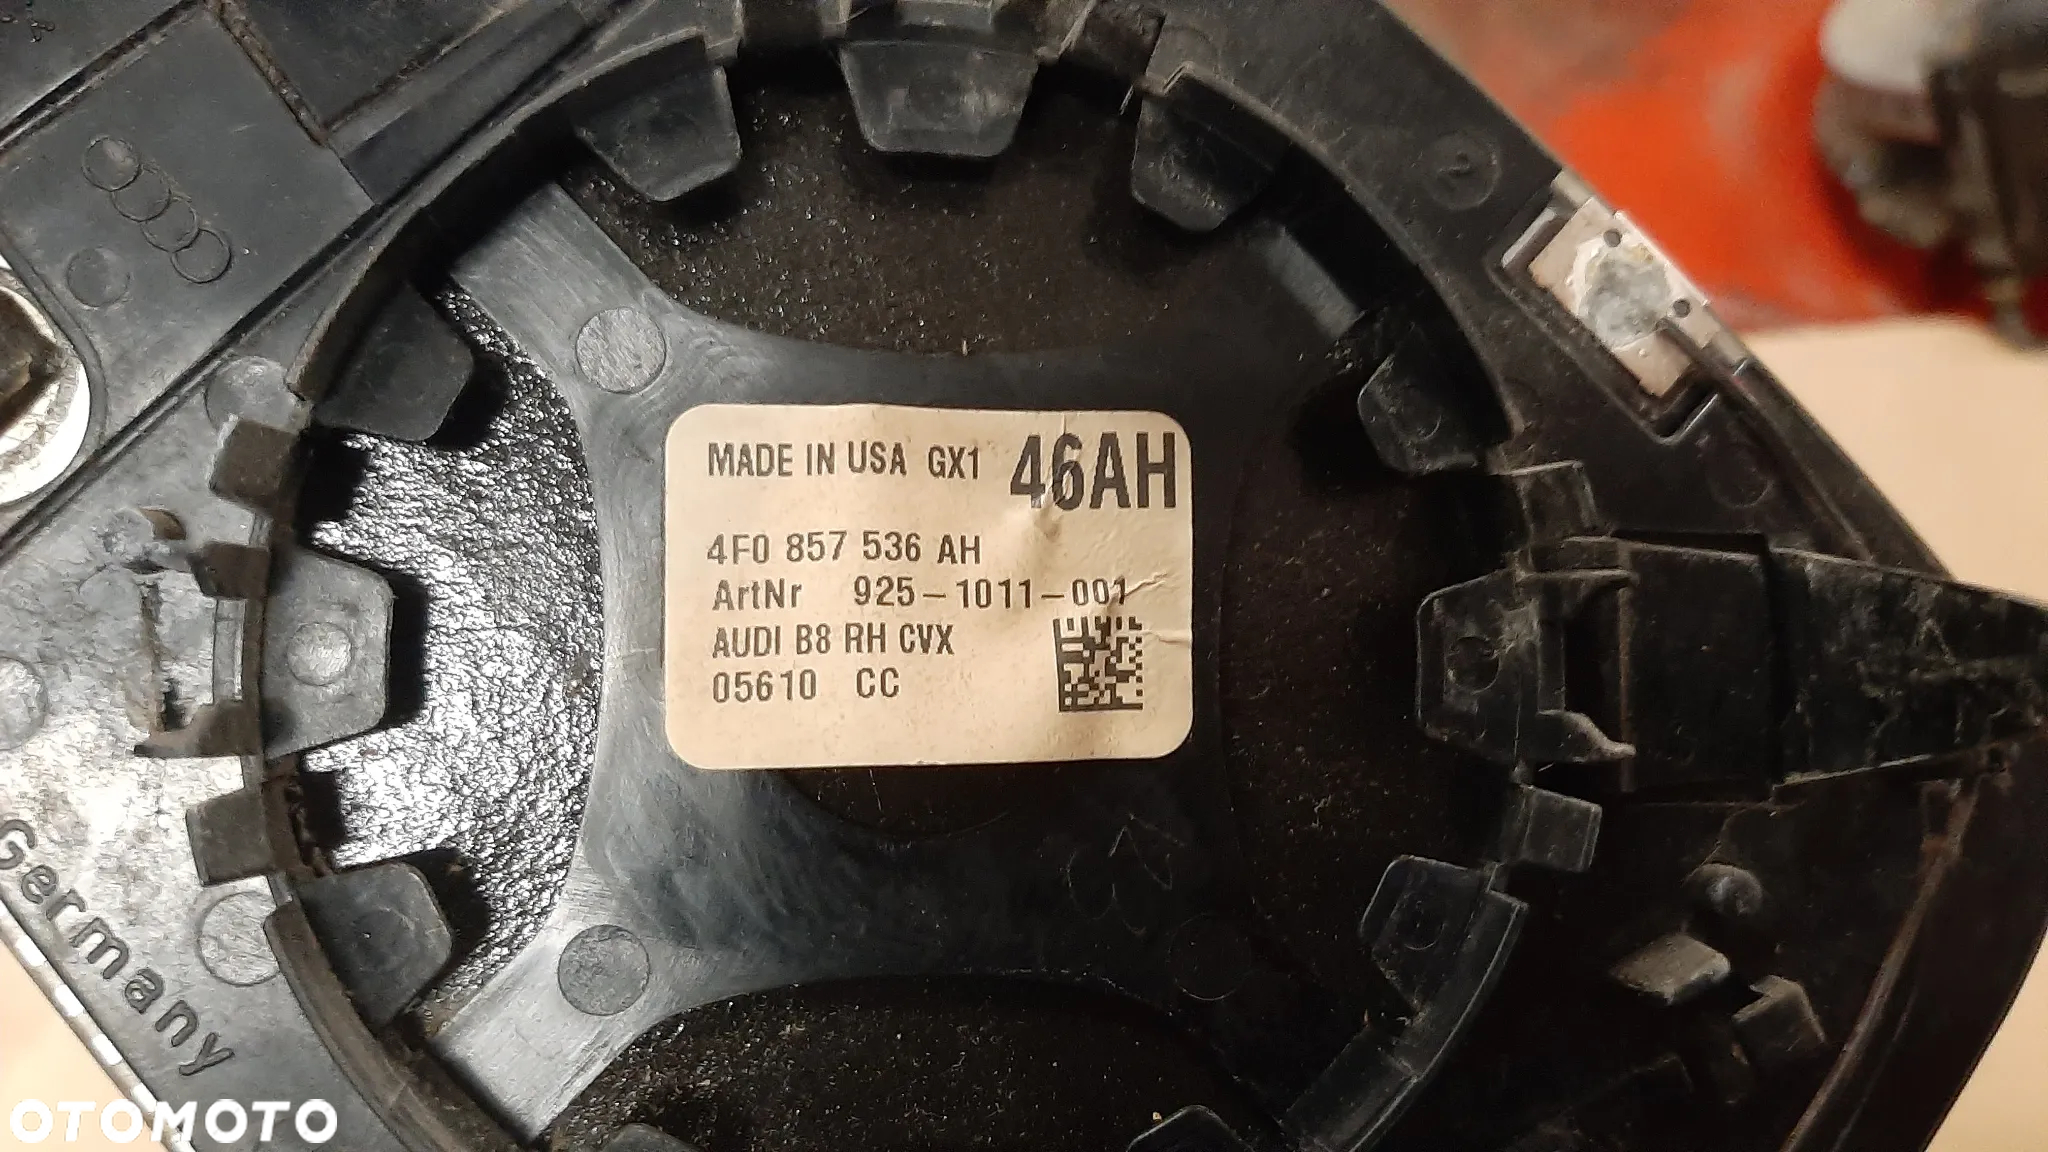 MADE IN USA GX1 46AH
4F0 857 536 AH
ArtNr 925-1011-001
AUDI B8 RH CVX
05610 CC
2
Germany
OTOMOTO